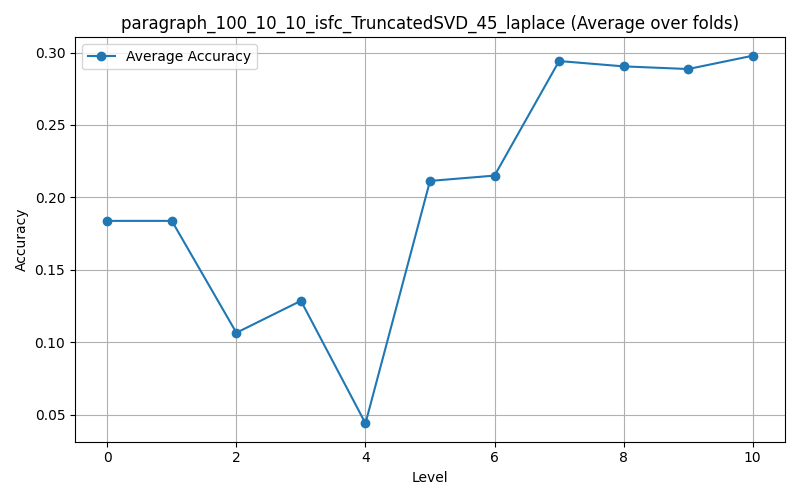 paragraph_100_10_10_isfc_TruncatedSVD_45_laplace (Average over folds)
Average Accuracy
Accuracy
0.30
0.25
0.20
0.15
0.10
0.05
0 2 4 6 8 10
Level